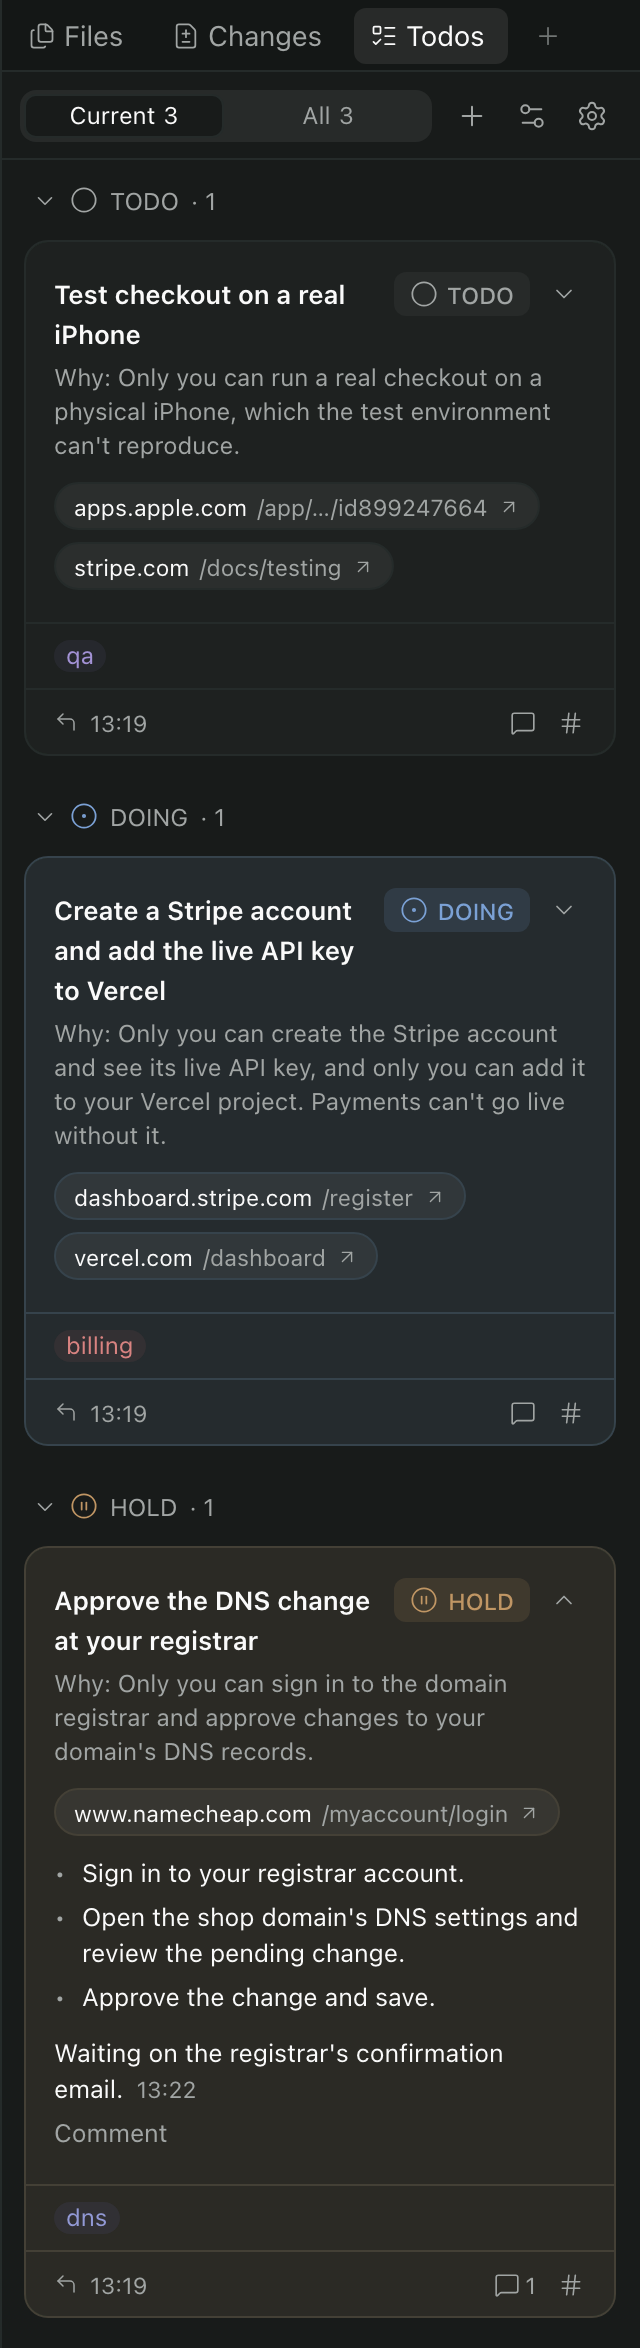 Files Changes Todos
Current 3 All 3
TODO · 1
Test checkout on a real
iPhone
TODO
Why: Only you can run a real checkout on a
physical iPhone, which the test environment
can't reproduce.
apps.apple.com /app/.../id899247664
stripe.com /docs/testing
qa
13:19
DOING · 1
Create a Stripe account
and add the live API key
to Vercel
DOING
Why: Only you can create the Stripe account
and see its live API key, and only you can add it
to your Vercel project. Payments can't go live
without it.
dashboard.stripe.com /register
vercel.com /dashboard
billing
13:19
HOLD · 1
Approve the DNS change
at your registrar
HOLD
Why: Only you can sign in to the domain
registrar and approve changes to your
domain's DNS records.
www.namecheap.com /myaccount/login
• Sign in to your registrar account.
• Open the shop domain's DNS settings and
review the pending change.
• Approve the change and save.
Waiting on the registrar's confirmation
email. 13:22
Comment
dns
13:19 1